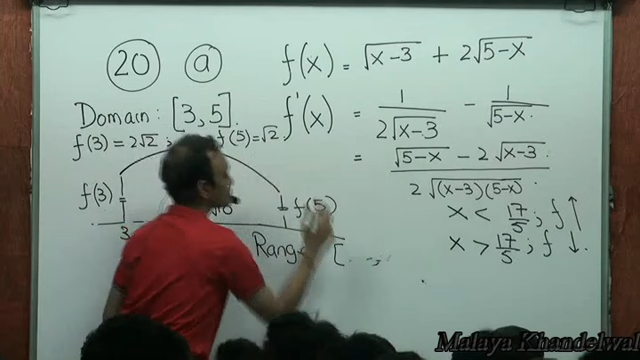 20 a f(x) = √x-3 + 2√5-x
Domain: [3, 5]. f'(x) = 1/2√x-3 - 1/√5-x.
f(3) = 2√2 ; f(5) = √2
= √5-x - 2√x-3 / 2√(x-3)(5-x)
f(3) f(5)
3
x < 17/5 ; f ↑
x > 17/5 ; f ↓.
Range [
Malaya Khandelwal